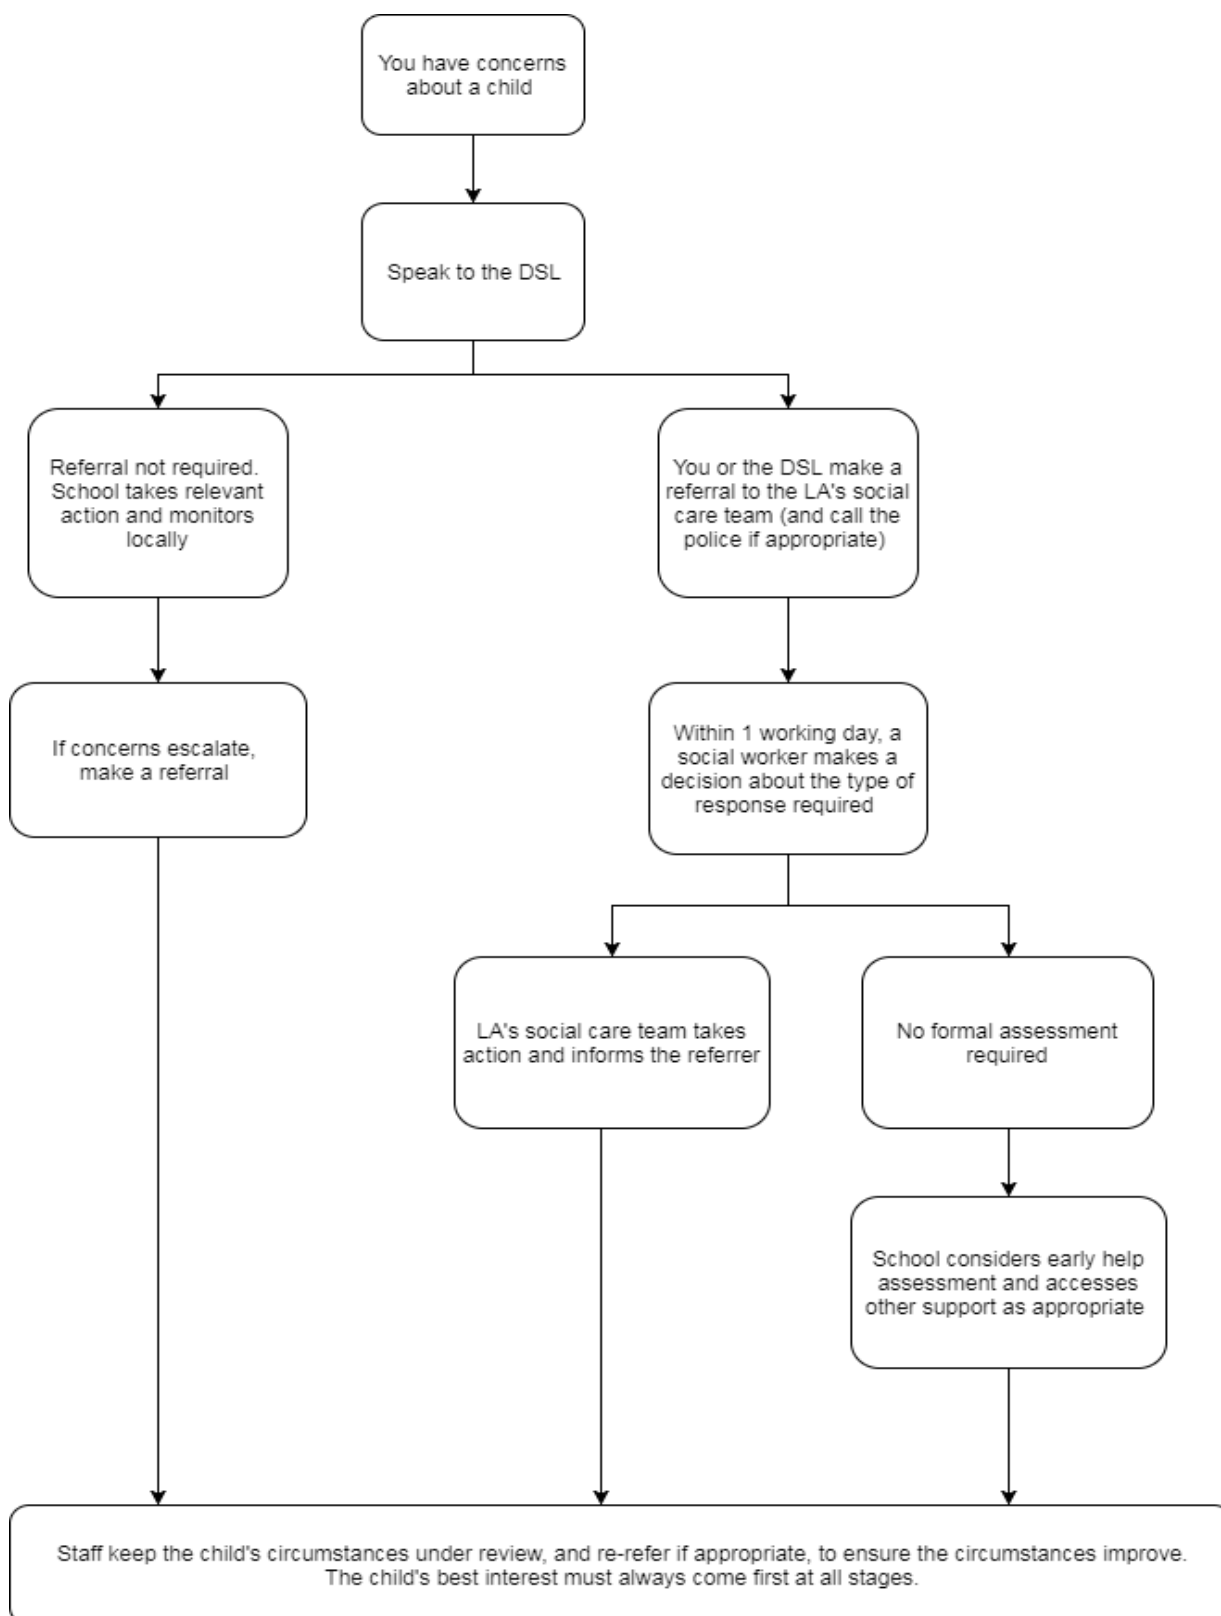 You have concerns
about a child
Speak to the DSL
Referral not required.
School takes relevant
action and monitors
locally
You or the DSL make a
referral to the LA's social
care team (and call the
police if appropriate)
If concerns escalate,
make a referral
Within 1 working day, a
social worker makes a
decision about the type of
response required
LA's social care team takes
action and informs the referrer
No formal assessment
required
School considers early help
assessment and accesses
other support as appropriate
Staff keep the child's circumstances under review, and re-refer if appropriate, to ensure the circumstances improve.
The child's best interest must always come first at all stages.